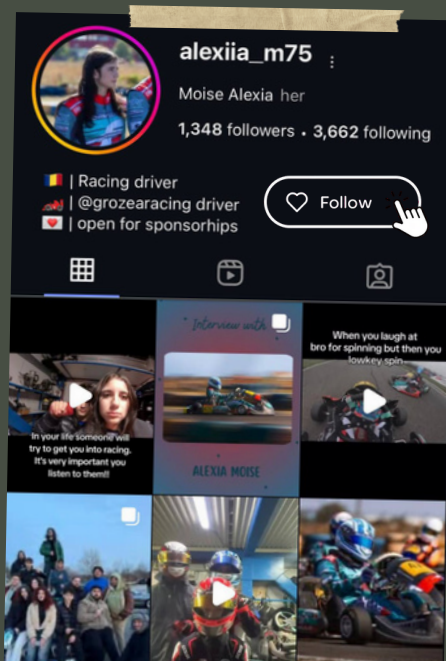 alexiia_m75
Moise Alexia her
1,348 followers • 3,662 following
🇷🇴 | Racing driver
🏎️ | @grozearacing driver
💌 | open for sponsorhips
Follow
Interview with
ALEXIA MOISE
When you laugh at
bro for spinning but then you
lowkey spin
In your life someone will
try to get you into racing.
It's very important you
listen to them!!